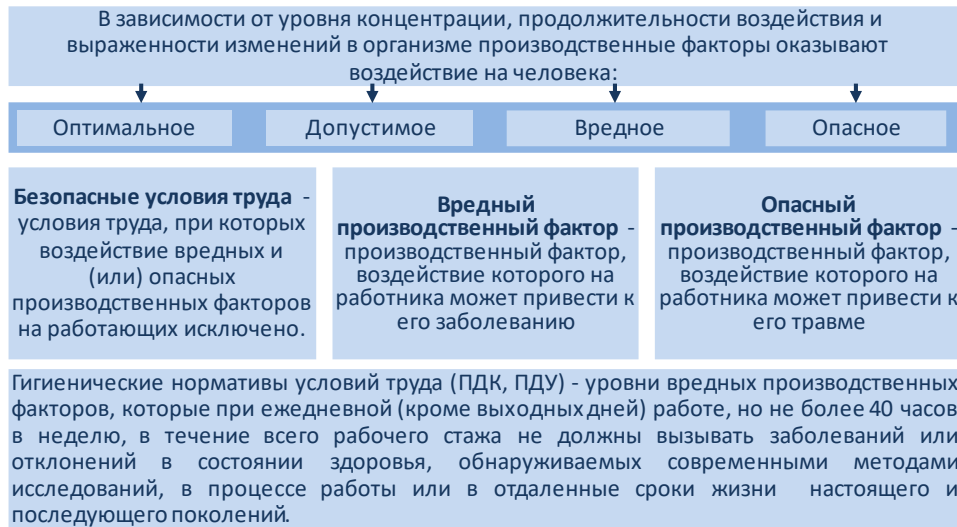 В зависимости от уровня концентрации, продолжительности воздействия и
выраженности изменений в организме производственные факторы оказывают
воздействие на человека:
Оптимальное
Допустимое
Вредное
Опасное
Безопасные условия труда -
условия труда, при которых
воздействие вредных и
(или) опасных
производственных факторов
на работающих исключено.
Вредный
производственный фактор -
производственный фактор,
воздействие которого на
работника может привести к
его заболеванию
Опасный
производственный фактор -
производственный фактор,
воздействие которого на
работника может привести к
его травме
Гигиенические нормативы условий труда (ПДК, ПДУ) - уровни вредных производственных
факторов, которые при ежедневной (кроме выходных дней) работе, но не более 40 часов
в неделю, в течение всего рабочего стажа не должны вызывать заболеваний или
отклонений в состоянии здоровья, обнаруживаемых современными методами
исследований, в процессе работы или в отдаленные сроки жизни настоящего и
последующего поколений.